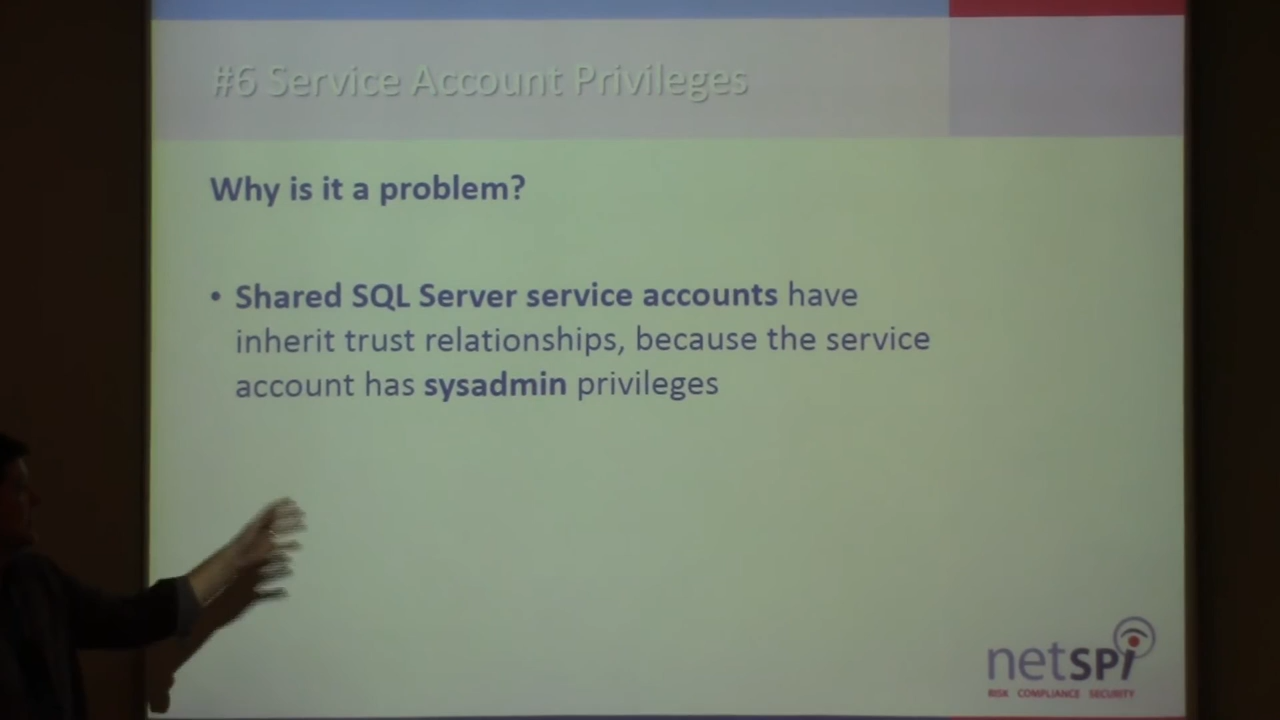 #6 Service Account Privileges
Why is it a problem?
• Shared SQL Server service accounts have
inherit trust relationships, because the service
account has sysadmin privileges
netSPi
RISK COMPLIANCE SECURITY